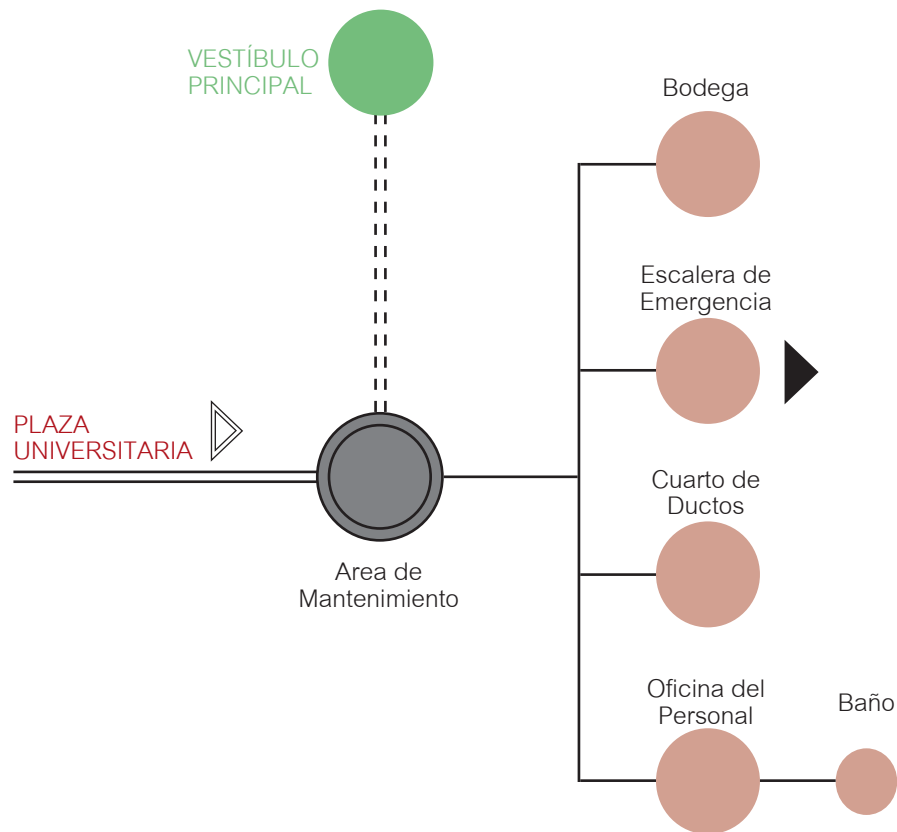 VESTÍBULO
PRINCIPAL
Bodega
Escalera de
Emergencia
PLAZA
UNIVERSITARIA
Cuarto de
Ductos
Area de
Mantenimiento
Oficina del
Personal
Baño